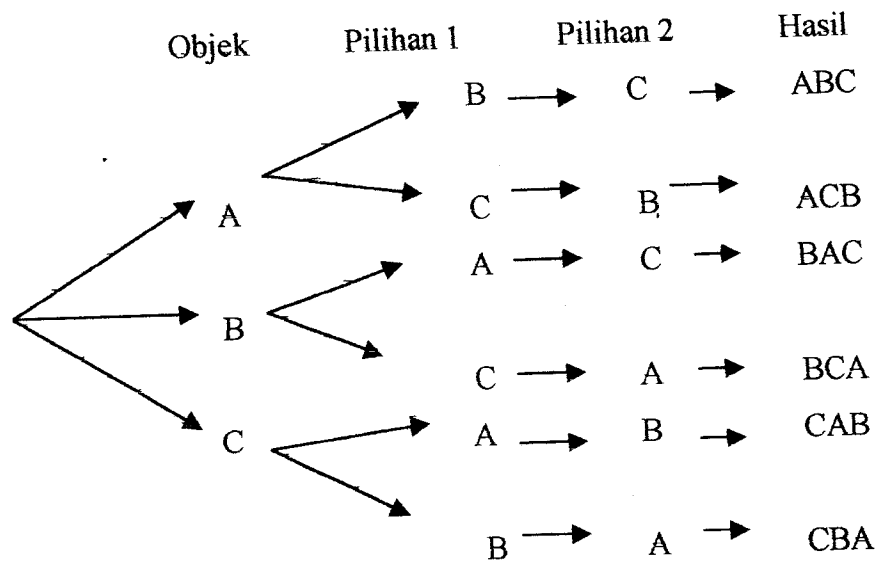 Objek Pilihan 1 Pilihan 2 Hasil
B C ABC
A C B ACB
A C BAC
B
C A BCA
C A B CAB
B A CBA